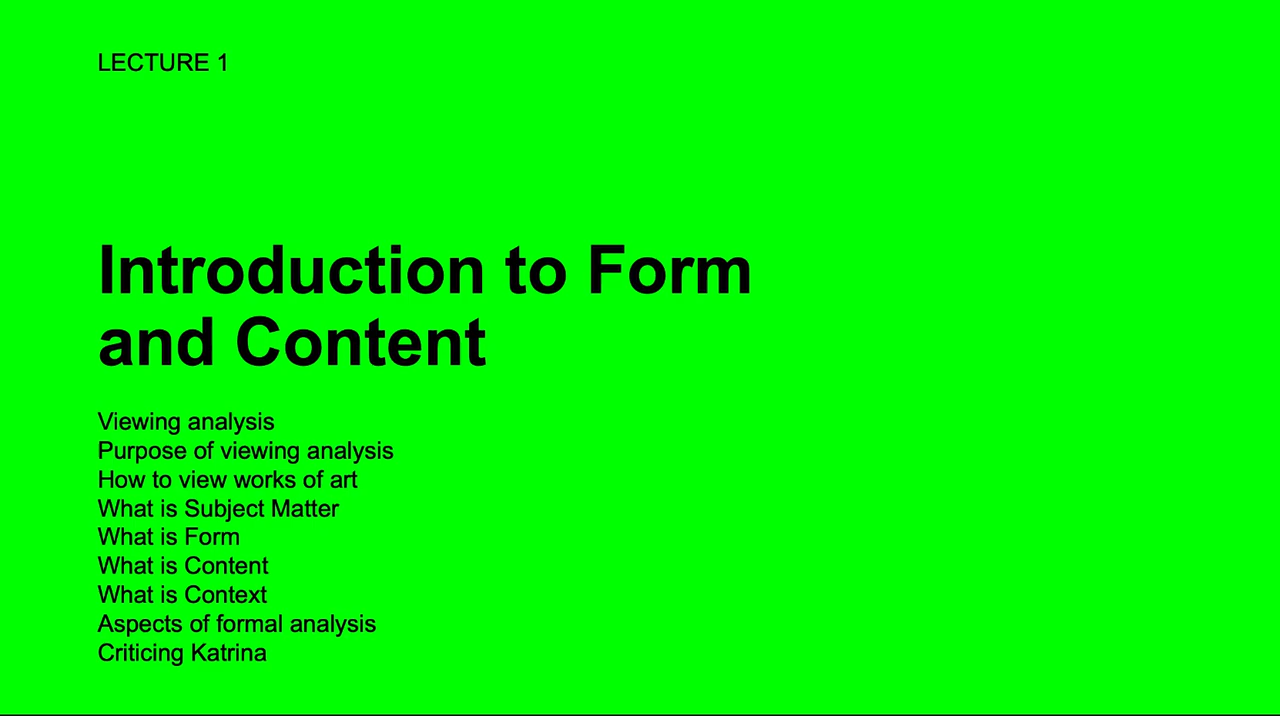 LECTURE 1
Introduction to Form
and Content
Viewing analysis
Purpose of viewing analysis
How to view works of art
What is Subject Matter
What is Form
What is Content
What is Context
Aspects of formal analysis
Criticing Katrina